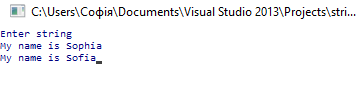 C:\Users\Софія\Documents\Visual Studio 2013\Projects\stri...
Enter string
My name is Sophia
My name is Sofia